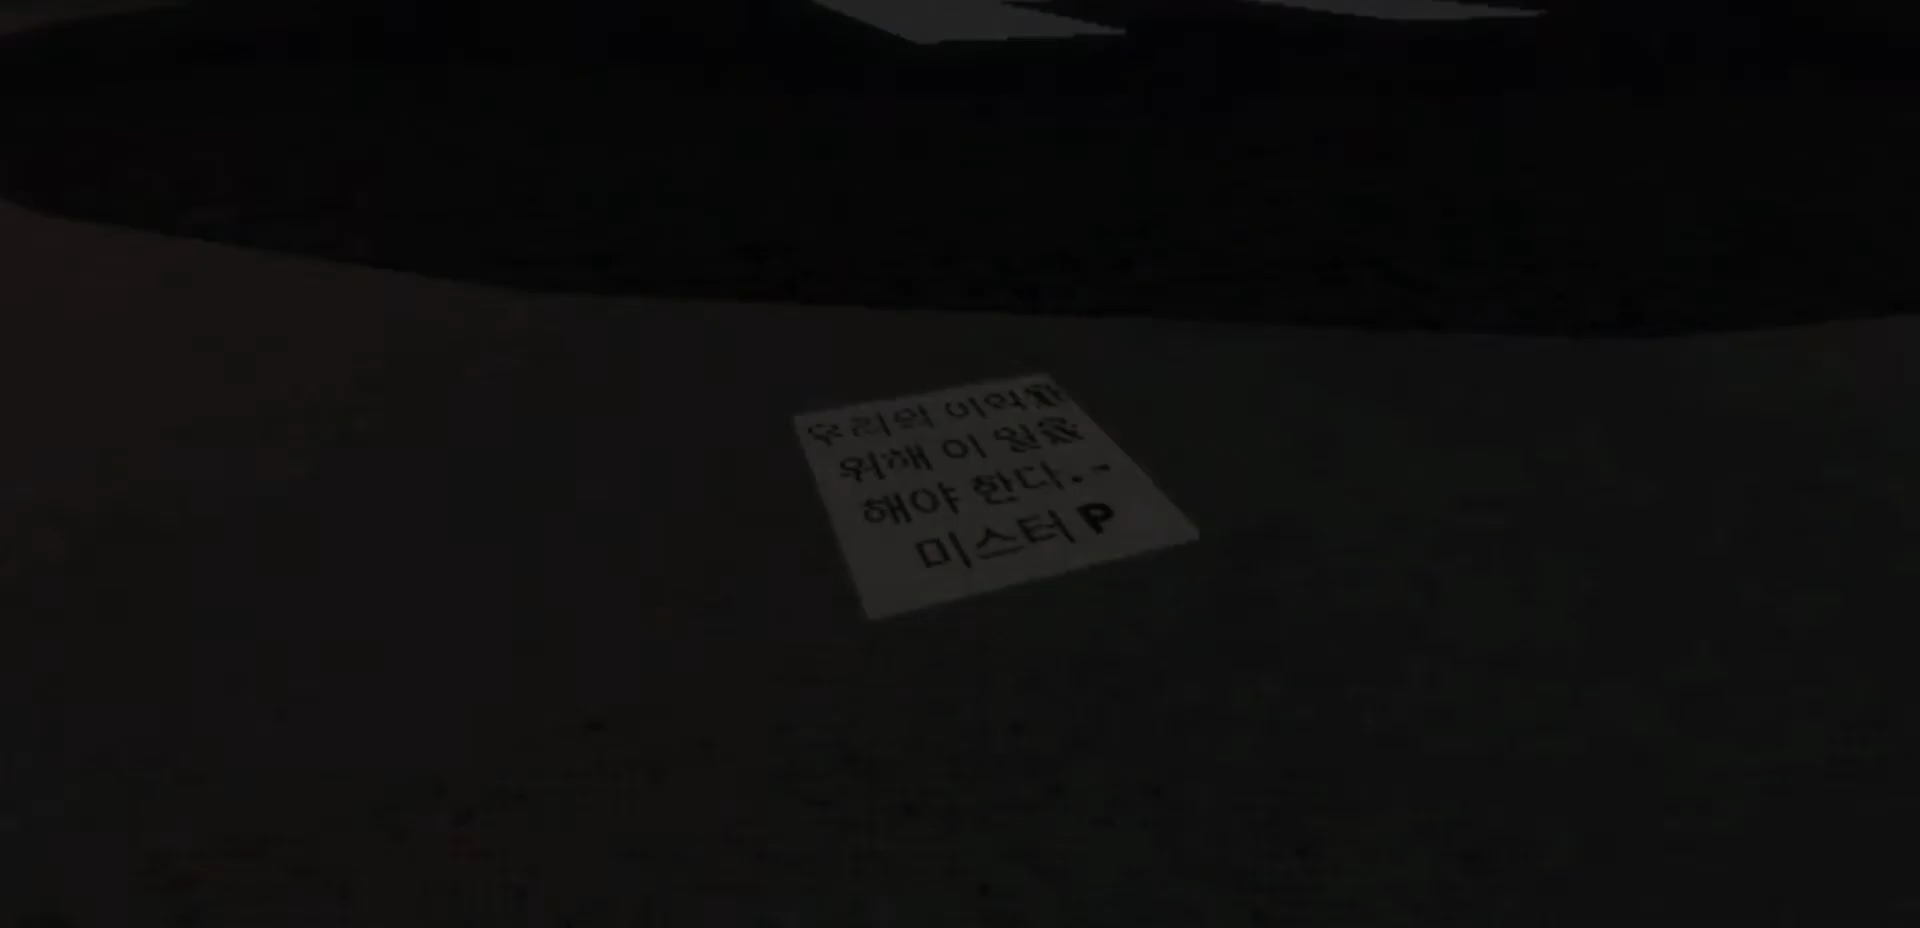 우리의 이익을
위해 이 일을
해야 한다.-
미스터 P